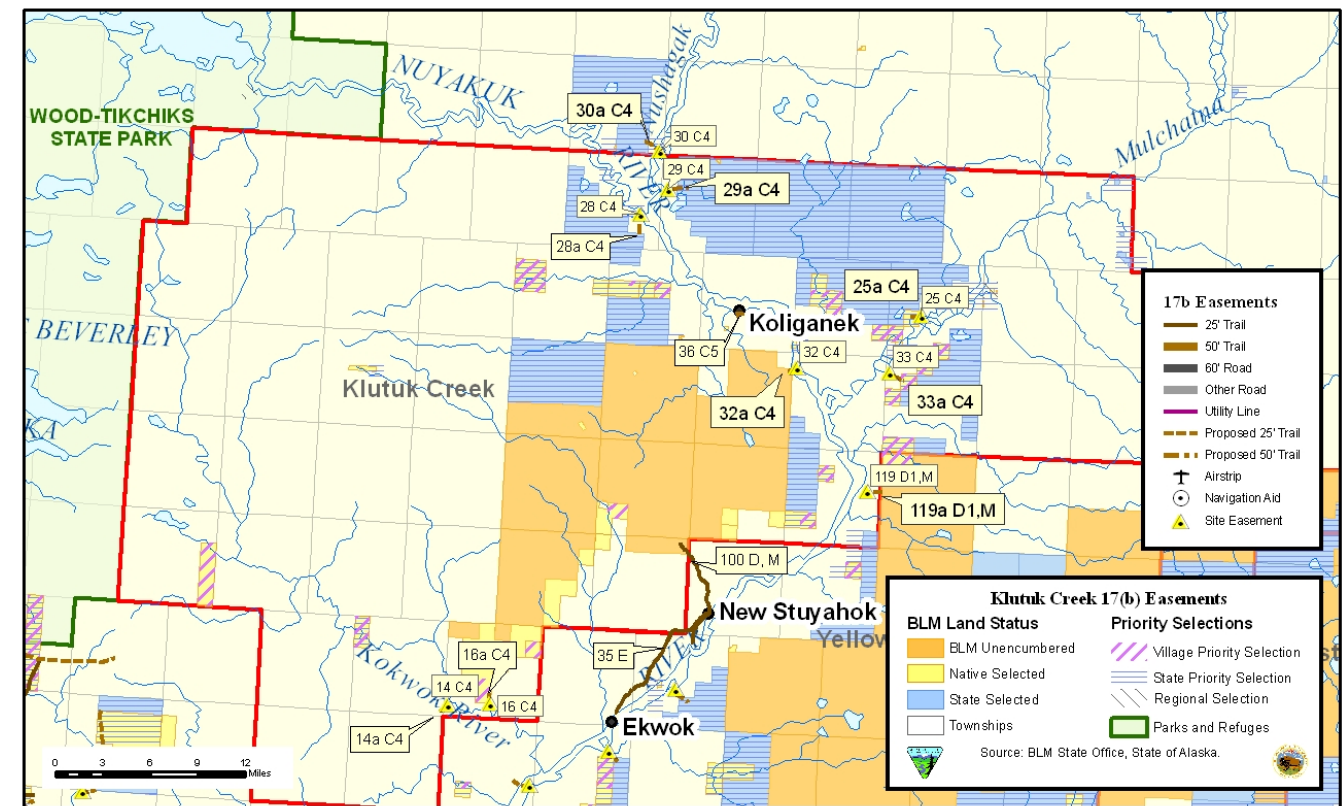 NUYAKUK
Nushagak
RIVER
WOOD-TIKCHIKS
STATE PARK
30a C4
30 C4
29 C4
29a C4
28 C4
28a C4
Mulchatna
25a C4
25 C4
BEVERLEY
Koliganek
36 C5
32 C4
33 C4
32a C4
33a C4
Klutuk Creek
119 D1,M
119a D1,M
100 D, M
New Stuyahok
Yellow
35 E
RIVER
16a C4
14 C4
16 C4
14a C4
Kokwok River
Ekwok
0 3 6 9 12
Miles
17b Easements
25' Trail
50' Trail
60' Road
Other Road
Utility Line
Proposed 25' Trail
Proposed 50' Trail
Airstrip
Navigation Aid
Site Easement
Klutuk Creek 17(b) Easements
BLM Land Status
BLM Unencumbered
Native Selected
State Selected
Townships
Priority Selections
Village Priority Selection
State Priority Selection
Regional Selection
Parks and Refuges
Source: BLM State Office, State of Alaska.